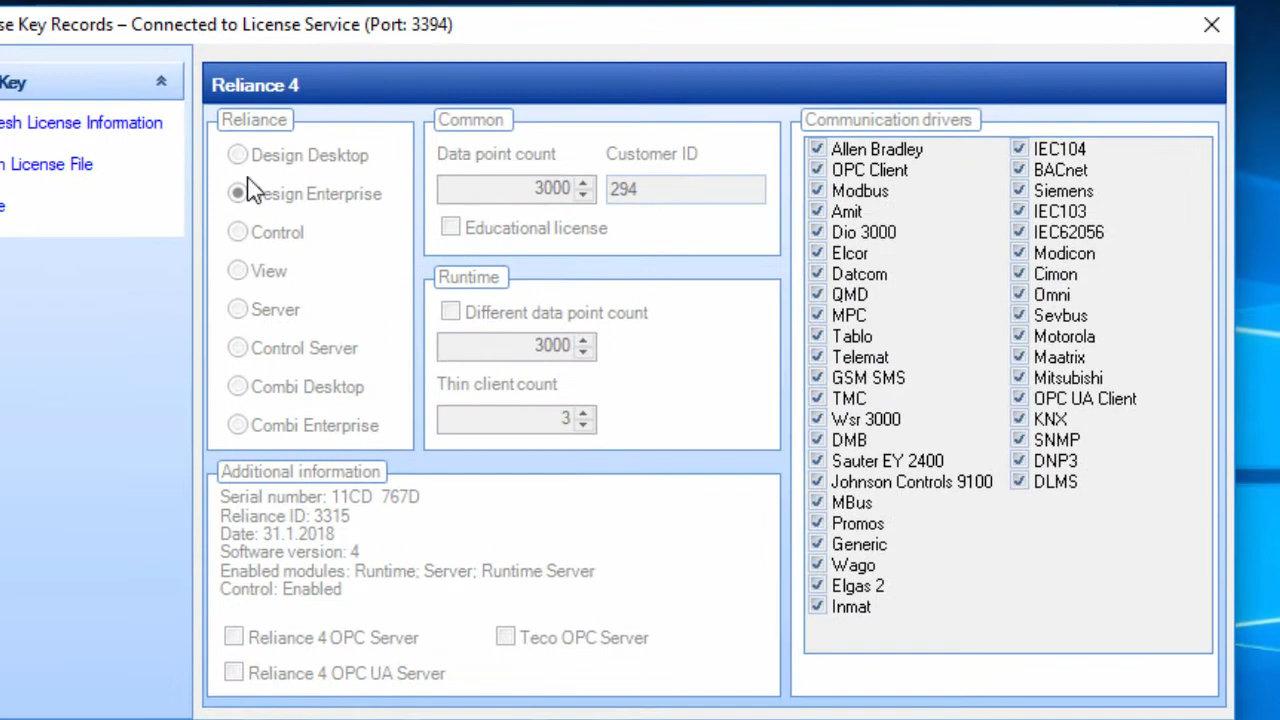 se Key Records – Connected to License Service (Port: 3394)
Key
esh License Information
n License File
e
Reliance 4
Reliance
Design Desktop
Design Enterprise
Control
View
Server
Control Server
Combi Desktop
Combi Enterprise
Common
Data point count
Customer ID
3000
294
Educational license
Runtime
Different data point count
3000
Thin client count
3
Additional information
Serial number: 11CD 767D
Reliance ID: 3315
Date: 31.1.2018
Software version: 4
Enabled modules: Runtime; Server; Runtime Server
Control: Enabled
Reliance 4 OPC Server
Teco OPC Server
Reliance 4 OPC UA Server
Communication drivers
Allen Bradley
OPC Client
Modbus
Amit
Dio 3000
Elcor
Datcom
QMD
MPC
Tablo
Telemat
GSM SMS
TMC
Wsr 3000
DMB
Sauter EY 2400
Johnson Controls 9100
MBus
Promos
Generic
Wago
Elgas 2
Inmat
IEC104
BACnet
Siemens
IEC103
IEC62056
Modicon
Cimon
Omni
Sevbus
Motorola
Maatrix
Mitsubishi
OPC UA Client
KNX
SNMP
DNP3
DLMS